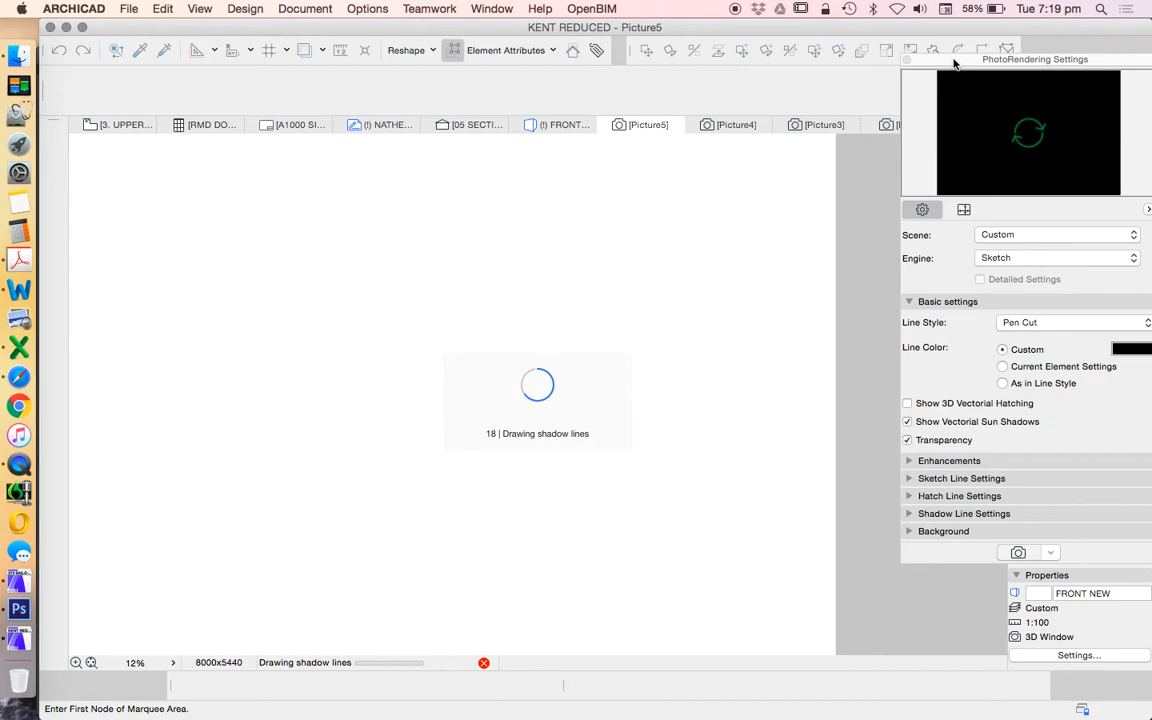 ARCHICAD File Edit View Design Document Options Teamwork Window Help OpenBIM 58% Tue 7:19 pm
KENT REDUCED - Picture5
Reshape Element Attributes
PhotoRendering Settings
[3. UPPER... [RMD DO... [A1000 SI... (!) NATHE... [05 SECTI... (!) FRONT... [Picture5] [Picture4] [Picture3]
Scene: Custom
Engine: Sketch
Detailed Settings
Basic settings
Line Style: Pen Cut
Line Color: Custom
Current Element Settings
As in Line Style
Show 3D Vectorial Hatching
Show Vectorial Sun Shadows
Transparency
Enhancements
Sketch Line Settings
Hatch Line Settings
Shadow Line Settings
Background
18 | Drawing shadow lines
Properties
FRONT NEW
Custom
1:100
3D Window
Settings...
12% 8000x5440 Drawing shadow lines
Enter First Node of Marquee Area.